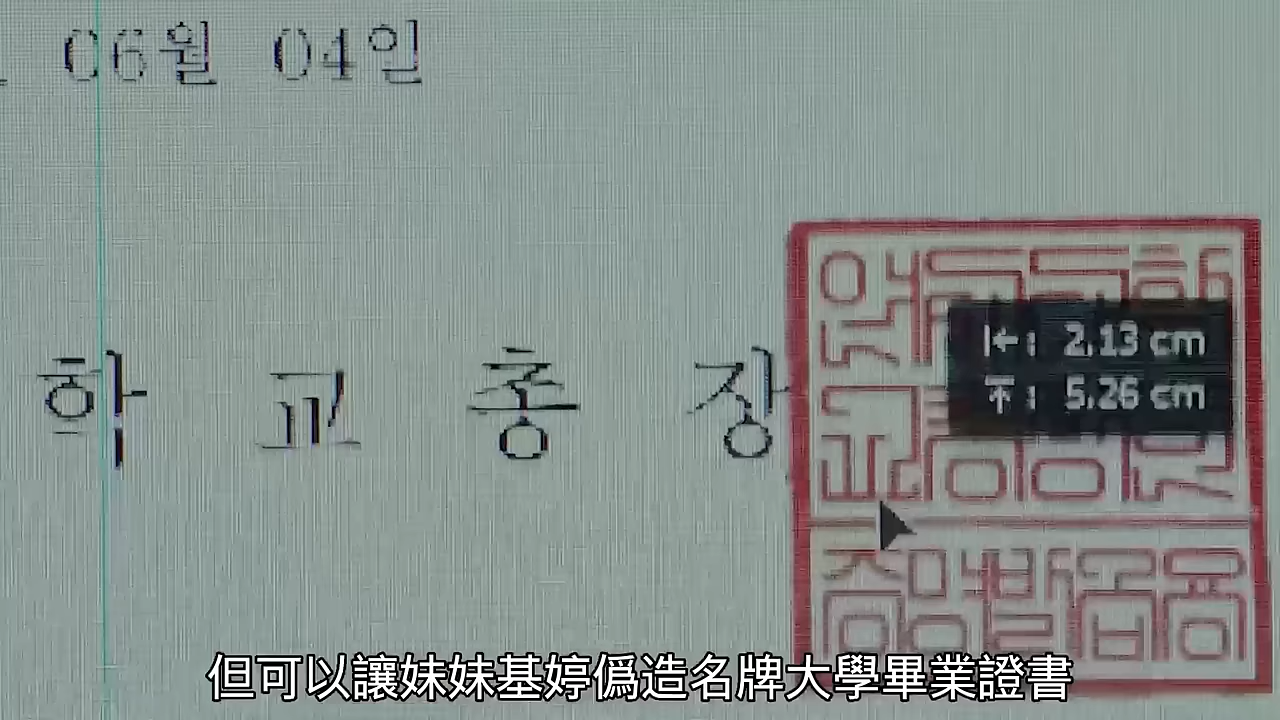 06월 04일
학 교 총 장
2.13 cm
5.26 cm
但可以讓妹妹基婷僞造名牌大學畢業證書